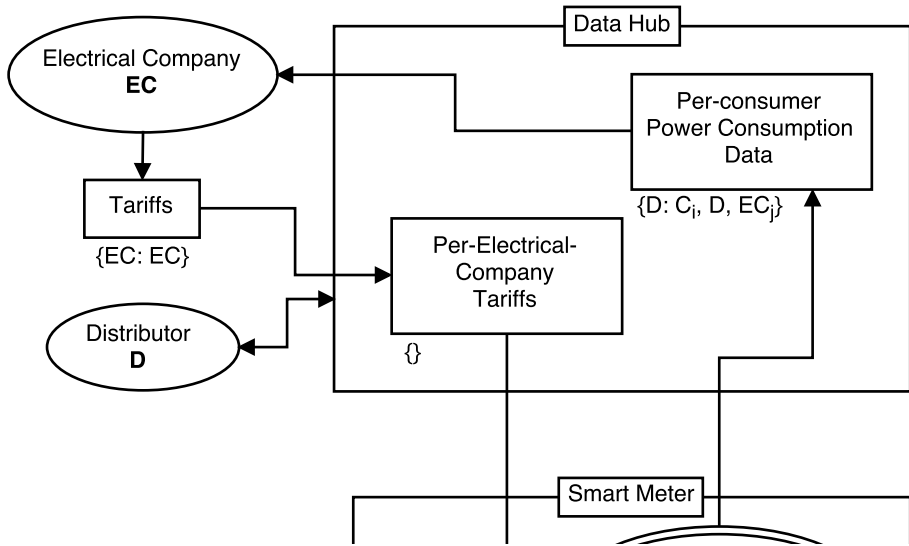 Data Hub
Electrical Company
EC
Per-consumer
Power Consumption
Data
Tariffs
{D: Ci, D, ECj}
{EC: EC}
Per-Electrical-
Company
Tariffs
Distributor
D
{}
Smart Meter